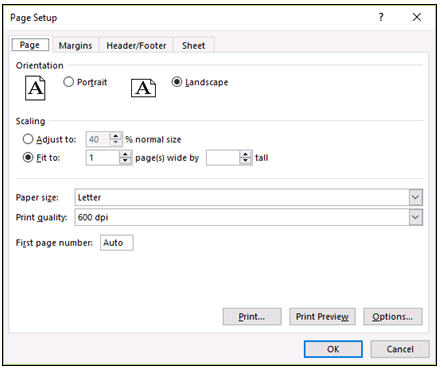 Page Setup ? ×
Page Margins Header/Footer Sheet
Orientation
A Portrait A Landscape
Scaling
Adjust to: 40 % normal size
Fit to: 1 page(s) wide by tall
Paper size: Letter
Print quality: 600 dpi
First page number: Auto
Print... Print Preview Options...
OK Cancel